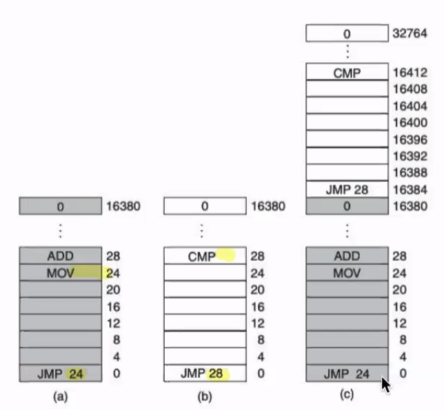 0 32764
⋮
CMP 16412
16408
16404
16400
16396
16392
16388
JMP 28 16384
0 16380 0 16380 0 16380
⋮ ⋮ ⋮
ADD 28 CMP 28 ADD 28
MOV 24 24 MOV 24
20 20 20
16 16 16
12 12 12
8 8 8
4 4 4
JMP 24 0 JMP 28 0 JMP 24 0
(a) (b) (c)